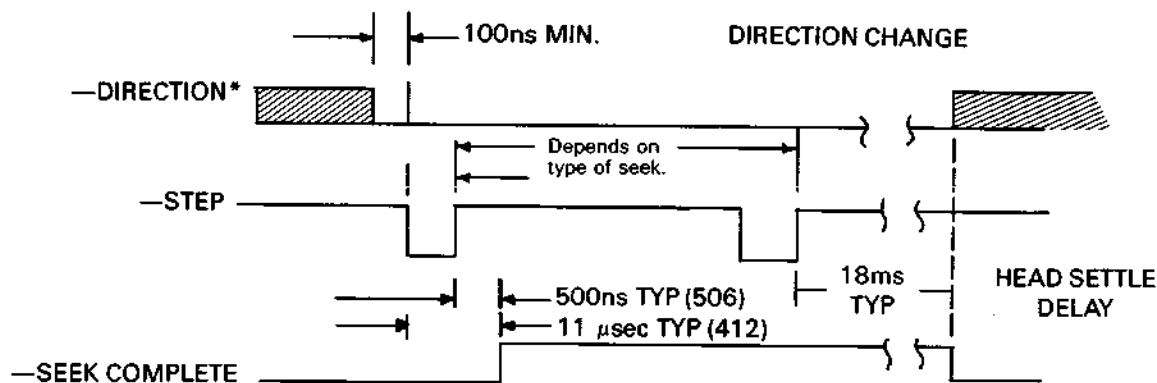 100ns MIN.
DIRECTION CHANGE
—DIRECTION*
Depends on
type of seek.
—STEP
500ns TYP (506)
11 μsec TYP (412)
18ms
TYP
HEAD SETTLE
DELAY
—SEEK COMPLETE